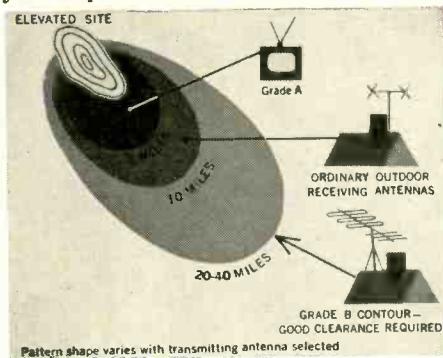 ELEVATED SITE
Grade A
MILES
10 MILES
ORDINARY OUTDOOR
RECEIVING ANTENNAS
20-40 MILES
GRADE B CONTOUR—
GOOD CLEARANCE REQUIRED
Pattern shape varies with transmitting antenna selected